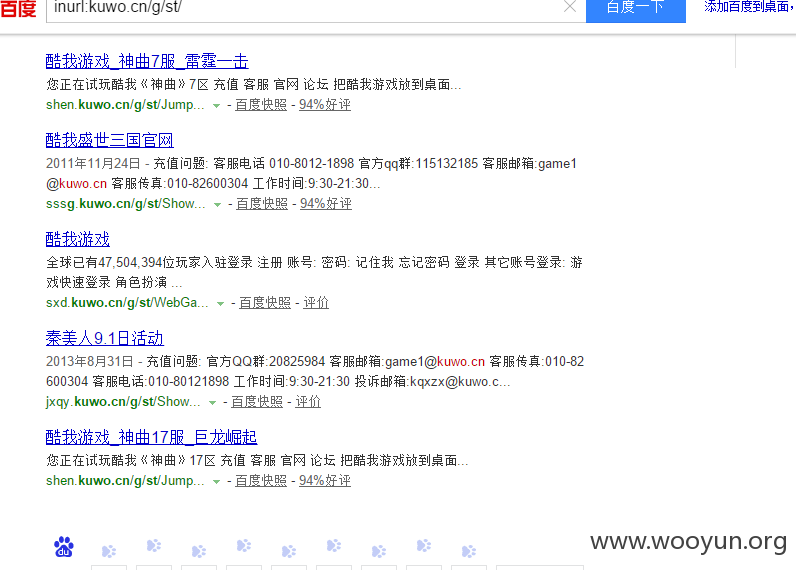 百度 inurl:kuwo.cn/g/st/ 百度一下 添加百度到桌面,
酷我游戏_神曲7服_雷霆一击
您正在试玩酷我《神曲》7区 充值 客服 官网 论坛 把酷我游戏放到桌面...
shen.kuwo.cn/g/st/Jump... - 百度快照 - 94%好评
酷我盛世三国官网
2011年11月24日 - 充值问题: 客服电话 010-8012-1898 官方qq群:115132185 客服邮箱:game1
@kuwo.cn 客服传真:010-82600304 工作时间:9:30-21:30...
sssg.kuwo.cn/g/st/Show... - 百度快照 - 94%好评
酷我游戏
全球已有47,504,394位玩家入驻登录 注册 账号: 密码: 记住我 忘记密码 登录 其它账号登录: 游
戏快速登录 角色扮演 ...
sxd.kuwo.cn/g/st/WebGa... - 百度快照 - 评价
秦美人9.1日活动
2013年8月31日 - 充值问题: 官方QQ群:20825984 客服邮箱:game1@kuwo.cn 客服传真:010-82
600304 客服电话:010-80121898 工作时间:9:30-21:30 投诉邮箱:kqxzx@kuwo.c...
jxqy.kuwo.cn/g/st/Show... - 百度快照 - 评价
酷我游戏_神曲17服_巨龙崛起
您正在试玩酷我《神曲》17区 充值 客服 官网 论坛 把酷我游戏放到桌面...
shen.kuwo.cn/g/st/Jump... - 百度快照 - 94%好评
www.wooyun.org
du